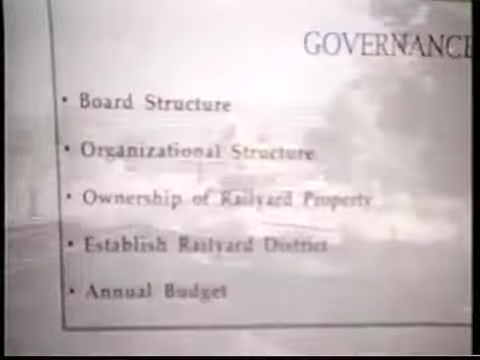 GOVERNANCE
• Board Structure
• Organizational Structure
• Ownership of Railyard Property
• Establish Railyard District
• Annual Budget